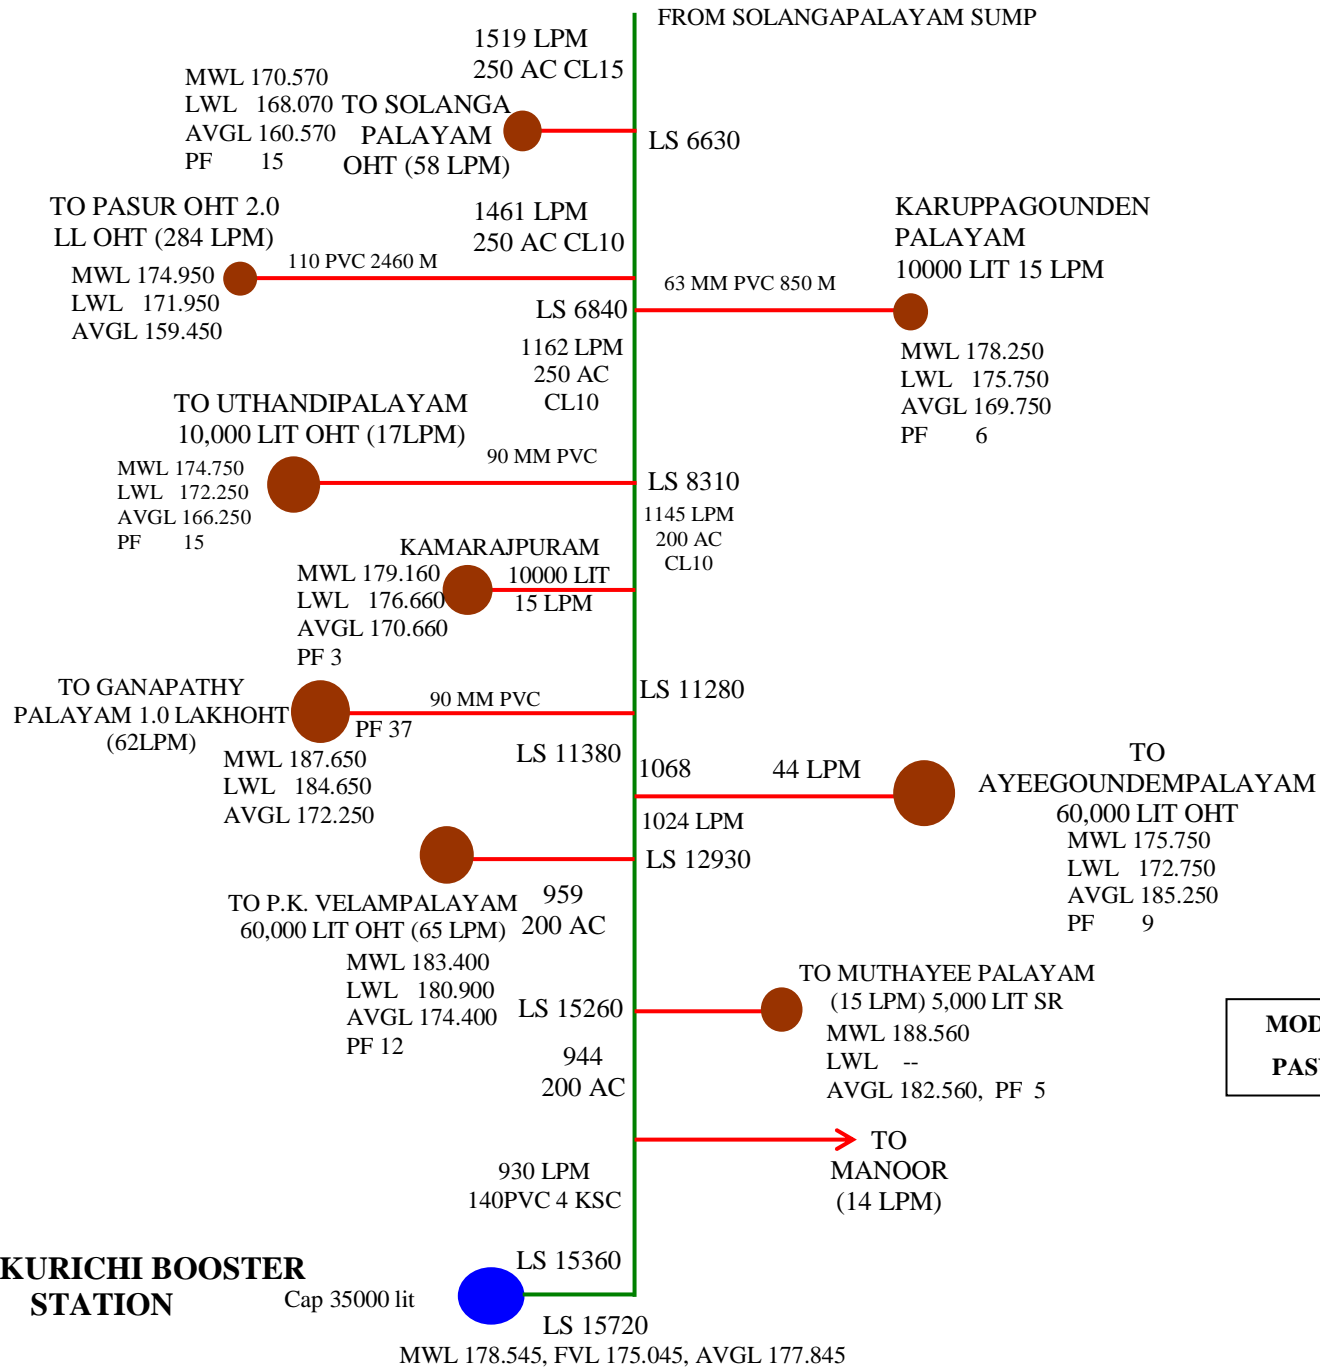 FROM SOLANGAPALAYAM SUMP
1519 LPM
250 AC CL15
MWL 170.570
LWL 168.070
AVGL 160.570
PF 15
TO SOLANGA
PALAYAM
OHT (58 LPM)
LS 6630
TO PASUR OHT 2.0
LL OHT (284 LPM)
MWL 174.950
LWL 171.950
AVGL 159.450
110 PVC 2460 M
1461 LPM
250 AC CL10
KARUPPAGOUNDEN
PALAYAM
10000 LIT 15 LPM
63 MM PVC 850 M
LS 6840
MWL 178.250
LWL 175.750
AVGL 169.750
PF 6
1162 LPM
250 AC
CL10
TO UTHANDIPALAYAM
10,000 LIT OHT (17LPM)
90 MM PVC
MWL 174.750
LWL 172.250
AVGL 166.250
PF 15
LS 8310
1145 LPM
200 AC
CL10
KAMARAJPURAM
10000 LIT
15 LPM
MWL 179.160
LWL 176.660
AVGL 170.660
PF 3
TO GANAPATHY
PALAYAM 1.0 LAKHOHT
(62LPM)
90 MM PVC
PF 37
LS 11280
MWL 187.650
LWL 184.650
AVGL 172.250
LS 11380
1068
44 LPM
TO
AYEEGOUNDEMPALAYAM
60,000 LIT OHT
MWL 175.750
LWL 172.750
AVGL 185.250
PF 9
1024 LPM
LS 12930
TO P.K. VELAMPALAYAM
60,000 LIT OHT (65 LPM)
MWL 183.400
LWL 180.900
AVGL 174.400
PF 12
959
200 AC
LS 15260
TO MUTHAYEE PALAYAM
(15 LPM) 5,000 LIT SR
MWL 188.560
LWL --
AVGL 182.560, PF 5
MOD
PAS
944
200 AC
TO
MANOOR
(14 LPM)
930 LPM
140PVC 4 KSC
LS 15360
KURICHI BOOSTER
STATION
Cap 35000 lit
LS 15720
MWL 178.545, FVL 175.045, AVGL 177.845